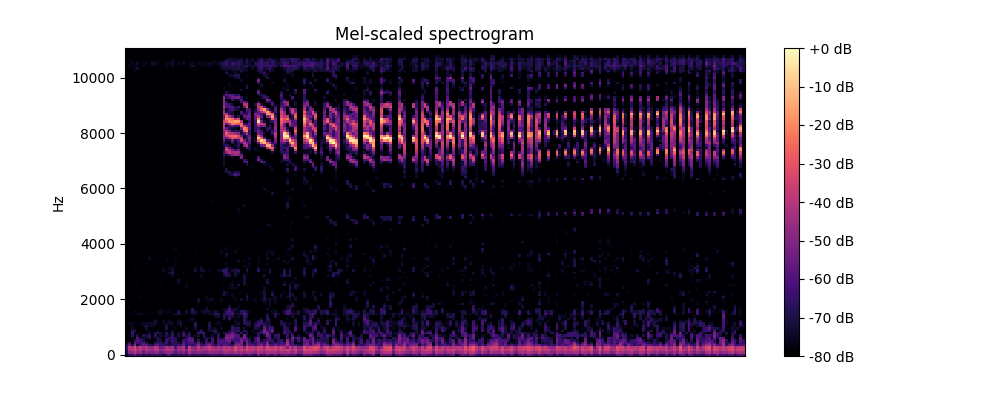 Mel-scaled spectrogram
Hz
10000
8000
6000
4000
2000
0
+0 dB
-10 dB
-20 dB
-30 dB
-40 dB
-50 dB
-60 dB
-70 dB
-80 dB